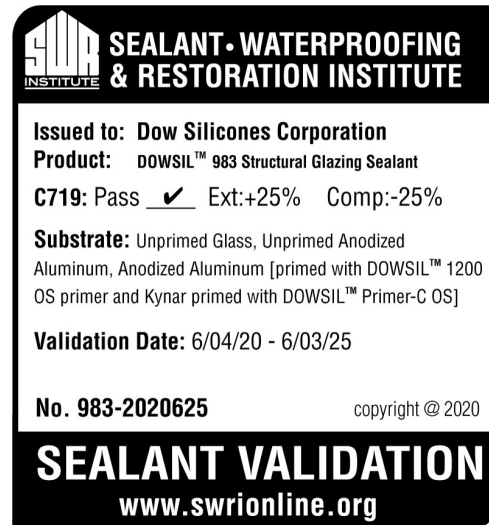 SWR
INSTITUTE
SEALANT • WATERPROOFING
& RESTORATION INSTITUTE
Issued to: Dow Silicones Corporation
Product: DOWSIL™ 983 Structural Glazing Sealant
C719: Pass ✔ Ext:+25% Comp:-25%
Substrate: Unprimed Glass, Unprimed Anodized
Aluminum, Anodized Aluminum [primed with DOWSIL™ 1200
OS primer and Kynar primed with DOWSIL™ Primer-C OS]
Validation Date: 6/04/20 - 6/03/25
No. 983-2020625
copyright @ 2020
SEALANT VALIDATION
www.swrionline.org